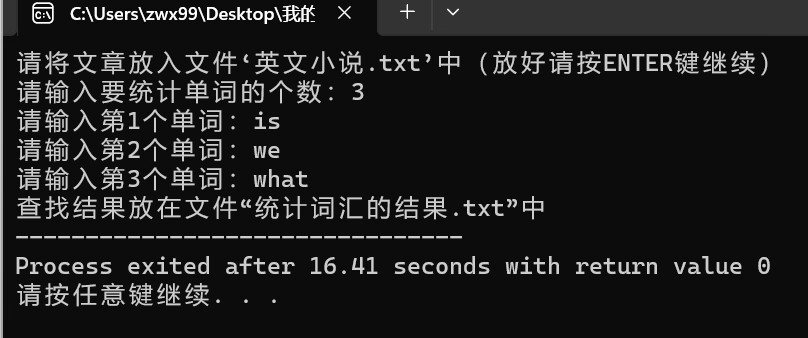 C:\Users\zwx99\Desktop\我的
请将文章放入文件‘英文小说.txt’中（放好请按ENTER键继续）
请输入要统计单词的个数：3
请输入第1个单词：is
请输入第2个单词：we
请输入第3个单词：what
查找结果放在文件“统计词汇的结果.txt”中
--------------------------------
Process exited after 16.41 seconds with return value 0
请按任意键继续. . .